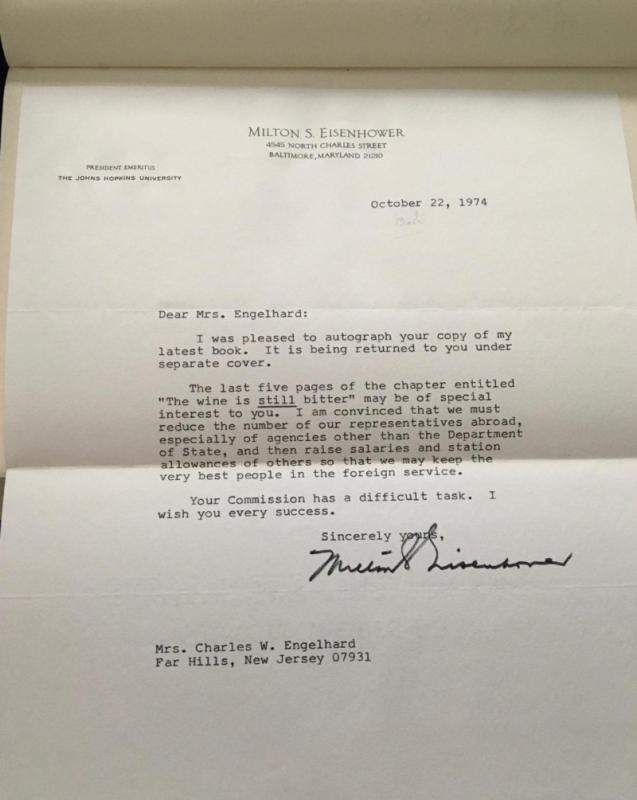 MILTON S. EISENHOWER
4545 NORTH CHARLES STREET
BALTIMORE, MARYLAND 21210
PRESIDENT EMERITUS
THE JOHNS HOPKINS UNIVERSITY
October 22, 1974
Dear Mrs. Engelhard:
I was pleased to autograph your copy of my
latest book. It is being returned to you under
separate cover.
The last five pages of the chapter entitled
"The wine is still bitter" may be of special
interest to you. I am convinced that we must
reduce the number of our representatives abroad,
especially of agencies other than the Department
of State, and then raise salaries and station
allowances of others so that we may keep the
very best people in the foreign service.
Your Commission has a difficult task. I
wish you every success.
Sincerely yours,
Milton S Eisenhower
Mrs. Charles W. Engelhard
Far Hills, New Jersey 07931